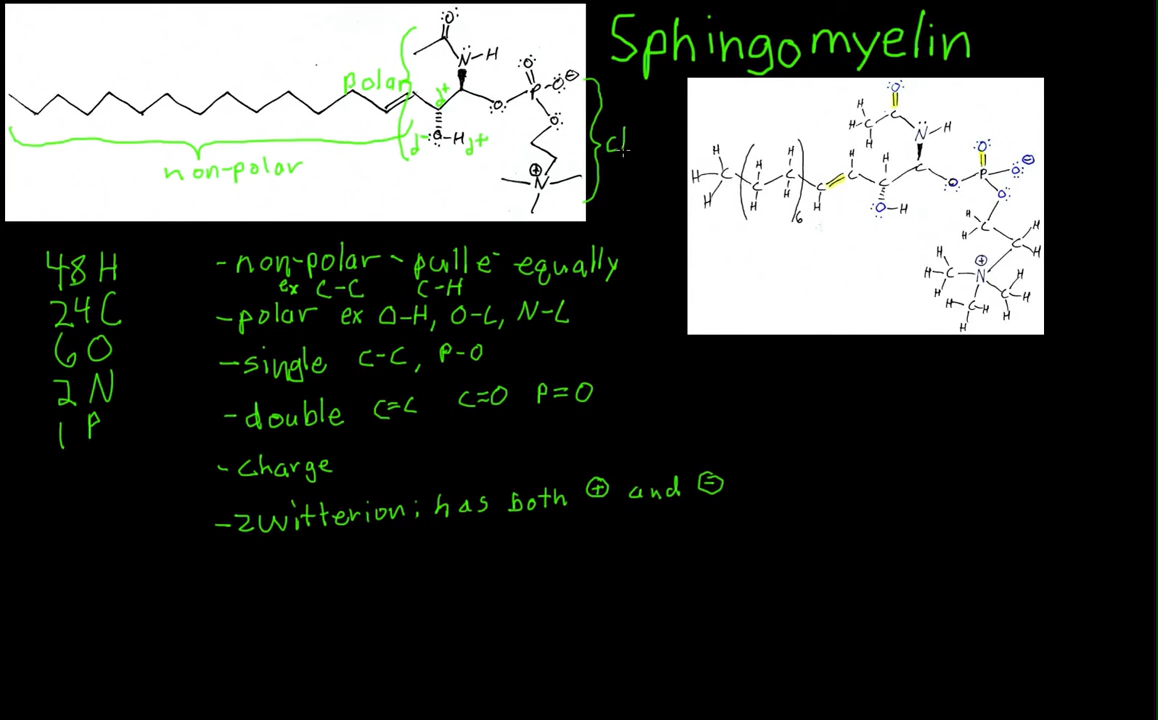 Sphingomyelin
polar
non-polar
48 H
24 C
6 O
2 N
1 P
- non-polar - pull e⁻ equally
ex C-C C-H
- polar ex O-H, O-C, N-C
- single C-C, P-O
- double C=C C=O P=O
- charge
- zwitterion; has both ⊕ and ⊖